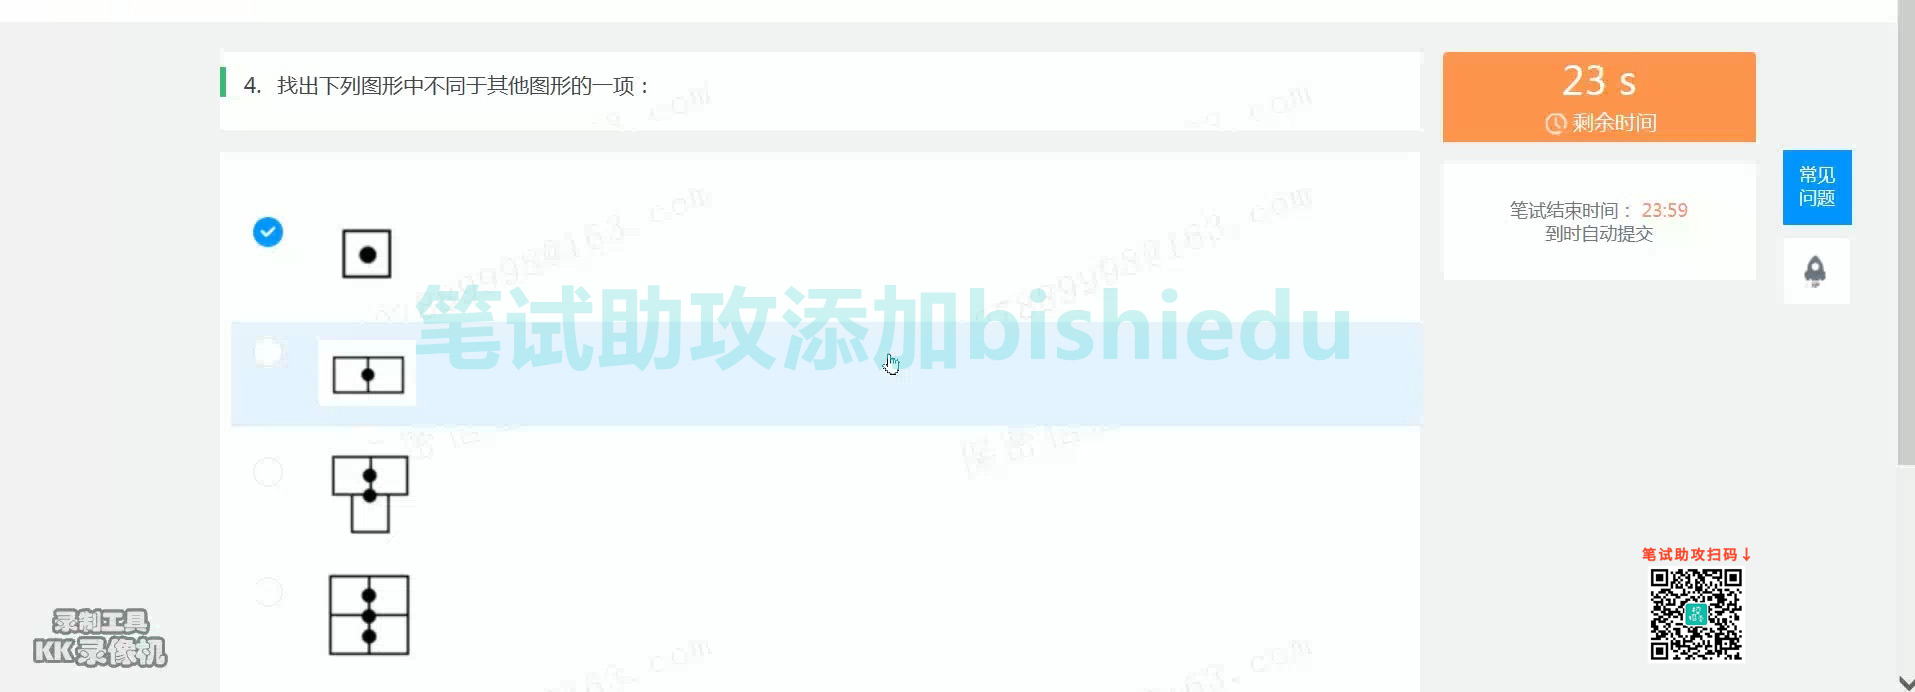 4. 找出下列图形中不同于其他图形的一项：
23 s
剩余时间
常见
问题
笔试结束时间： 23:59
到时自动提交
笔试助攻添加bishiedu
笔试助攻扫码↓
录制工具
KK录像机